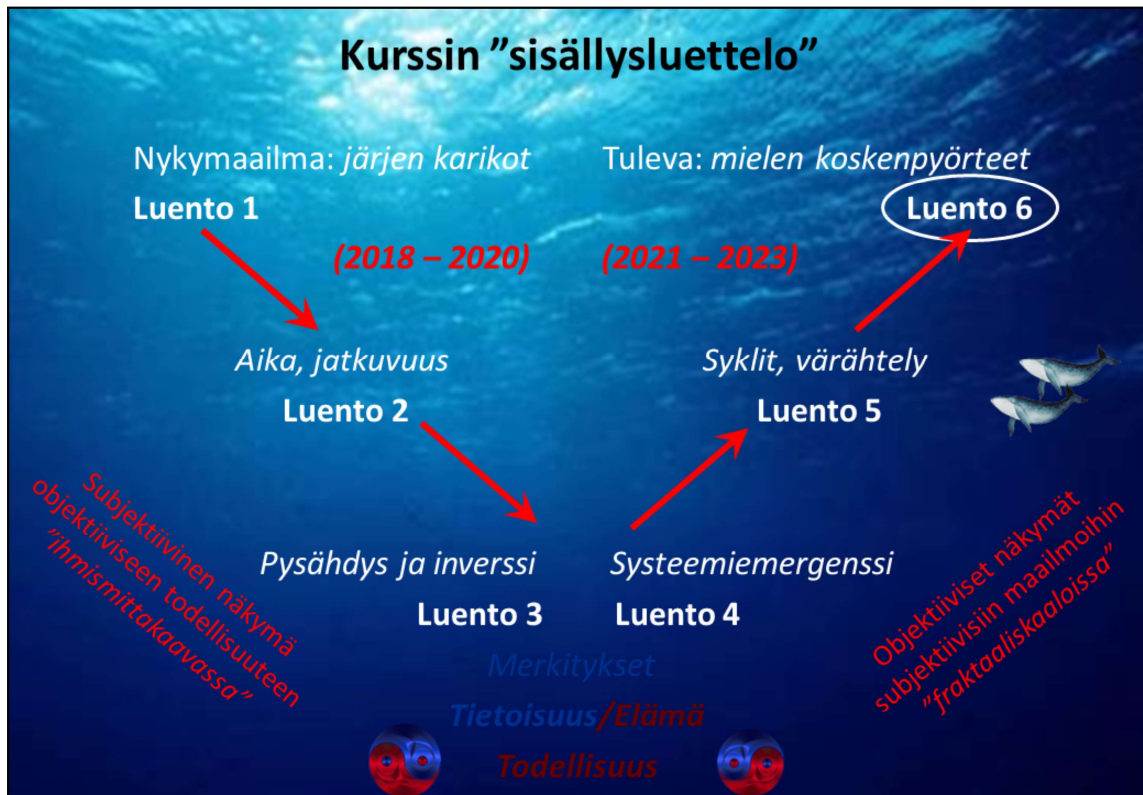 Kurssin ”sisällysluettelo”
Nykymaailma: järjen karikot
Luento 1
Tuleva: mielen koskenpyörteet
Luento 6
(2018 – 2020)
(2021 – 2023)
Aika, jatkuvuus
Luento 2
Syklit, värähtely
Luento 5
Pysähdys ja inverssi
Luento 3
Systeemiemergenssi
Luento 4
Subjektiivinen näkymä
objektiiviseen todellisuuteen
”ihmismittakaavassa”
Objektiiviset näkymät
subjektiivisiin maailmoihin
”fraktaaliskaaloissa”
Merkitykset
Tietoisuus/Elämä
Todellisuus